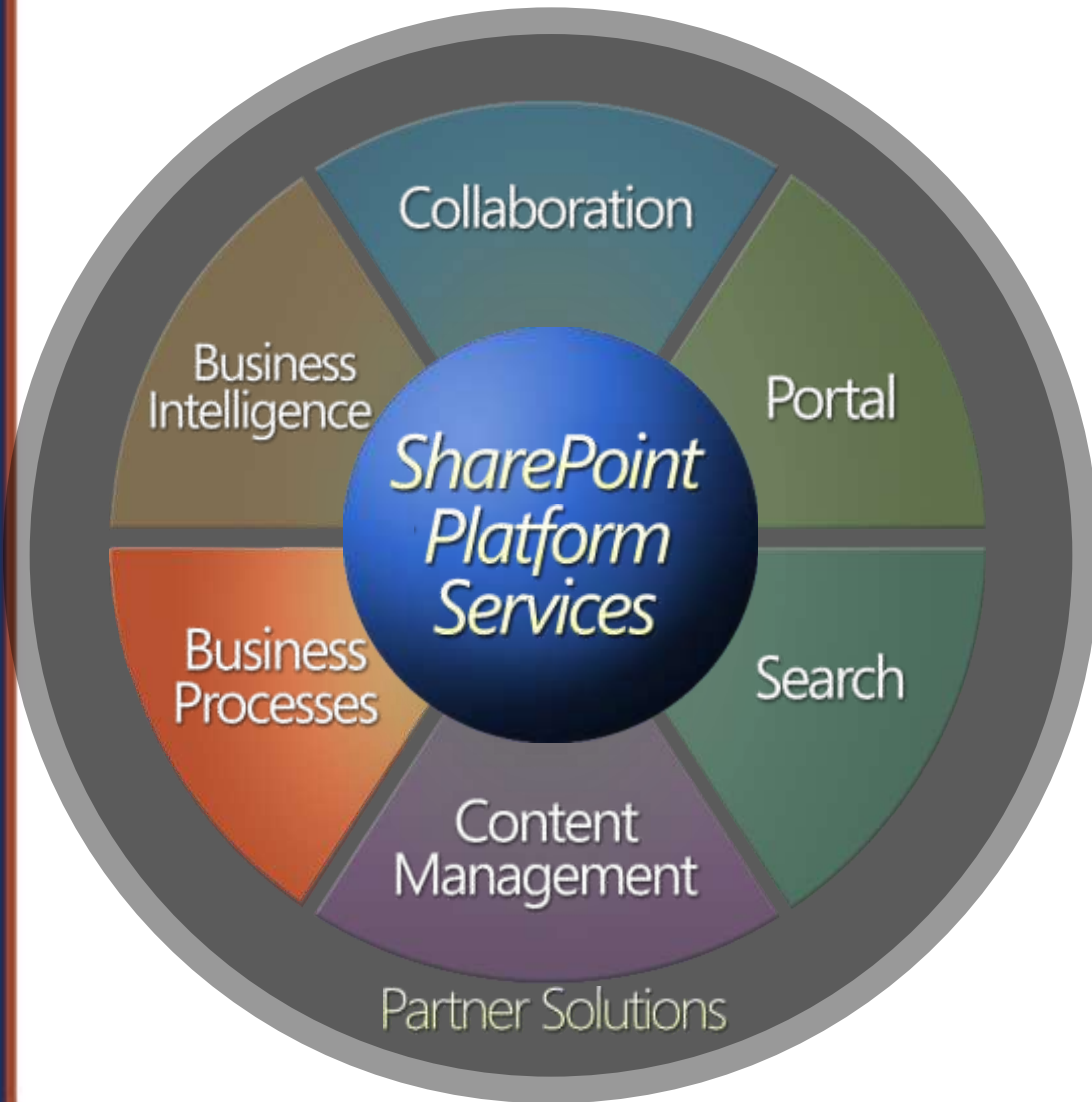 Collaboration
Business
Intelligence
Portal
SharePoint
Platform
Services
Business
Processes
Search
Content
Management
Partner Solutions